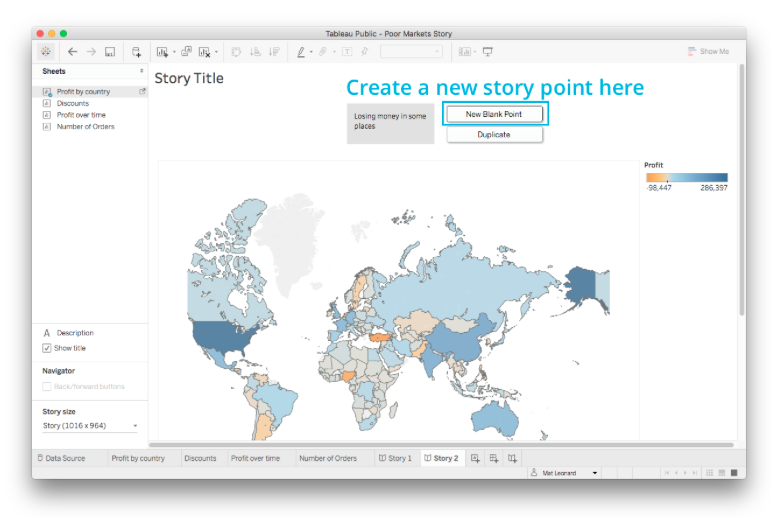 Tableau Public - Poor Markets Story
Show Me
Sheets
Profit by country
Discounts
Profit over time
Number of Orders
Story Title
Create a new story point here
Losing money in some
places
New Blank Point
Duplicate
Profit
-98,447 286,397
A Description
Show title
Navigator
Back/forward buttons
Story size
Story (1016 x 964)
Data Source Profit by country Discounts Profit over time Number of Orders Story 1 Story 2
Mat Leonard